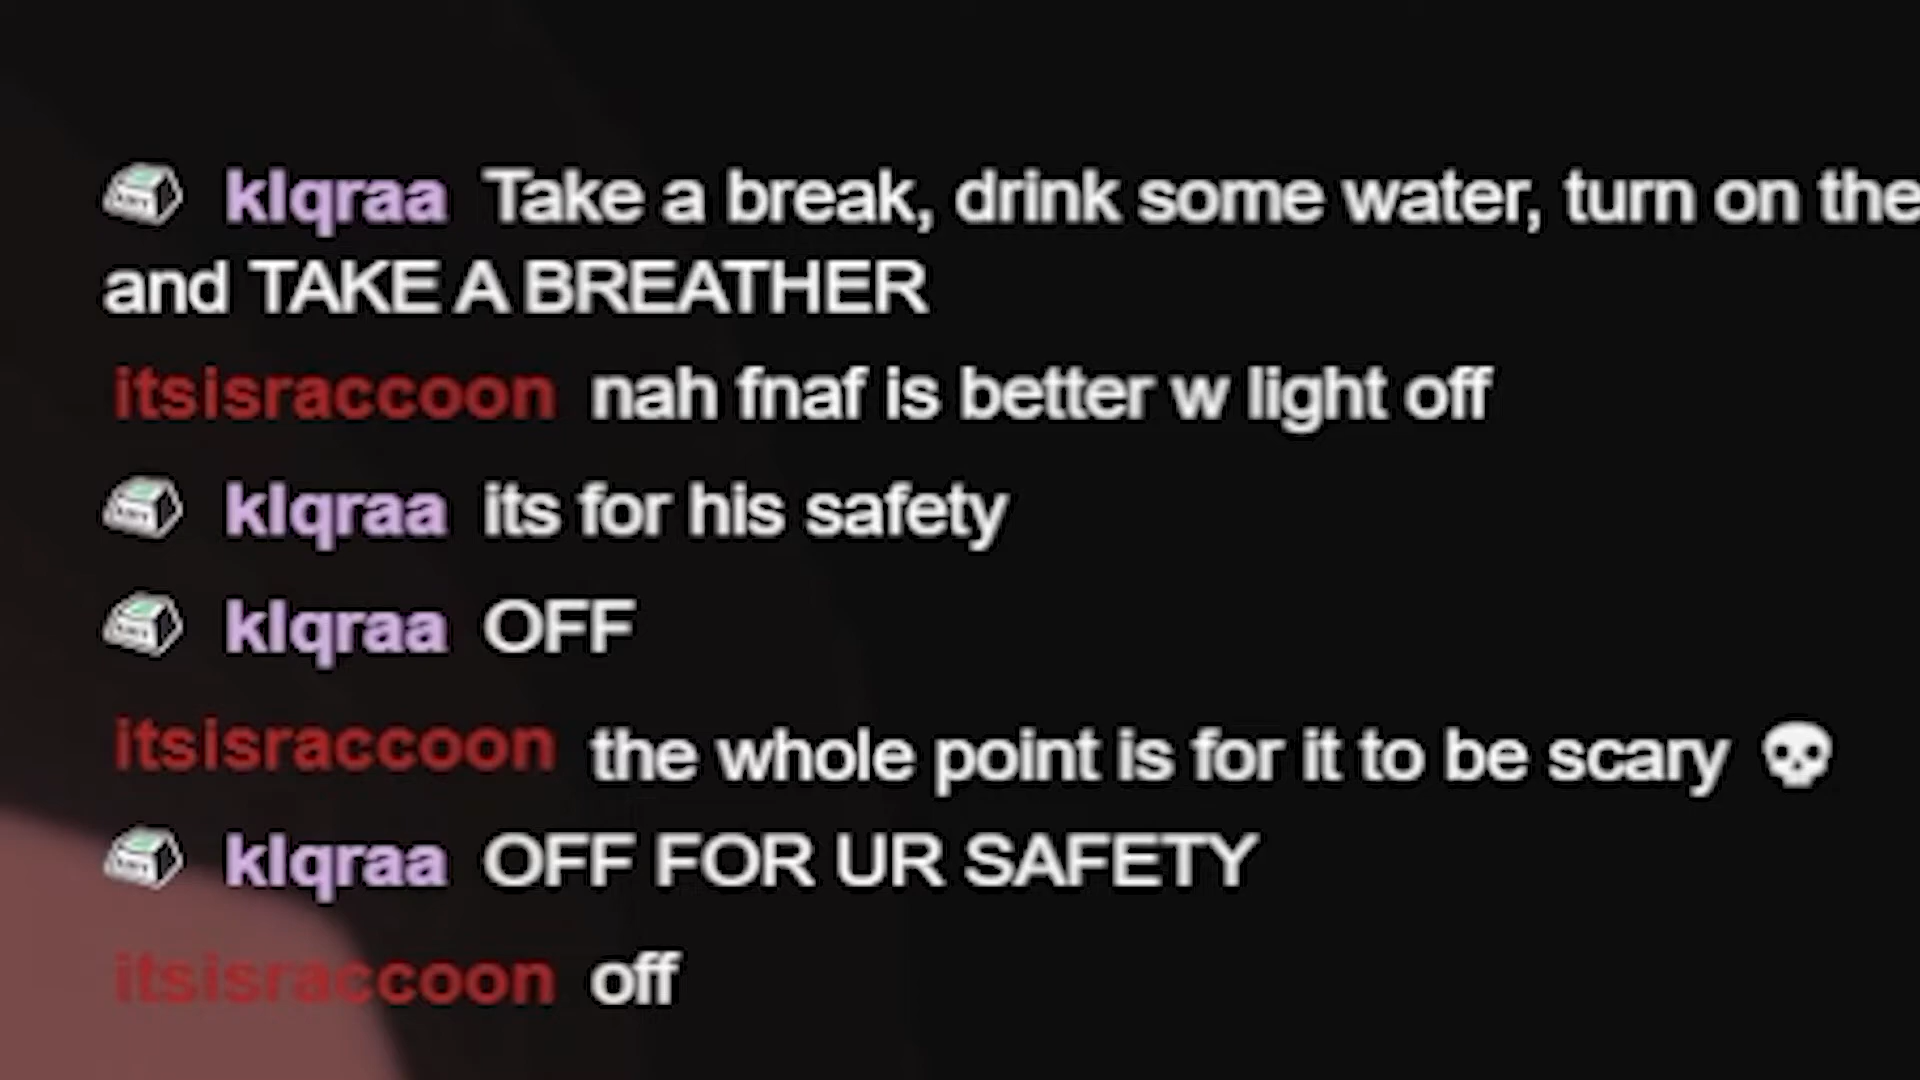 klqraa Take a break, drink some water, turn on the
and TAKE A BREATHER
itsisraccoon nah fnaf is better w light off
klqraa its for his safety
klqraa OFF
itsisraccoon the whole point is for it to be scary 💀
klqraa OFF FOR UR SAFETY
itsisraccoon off